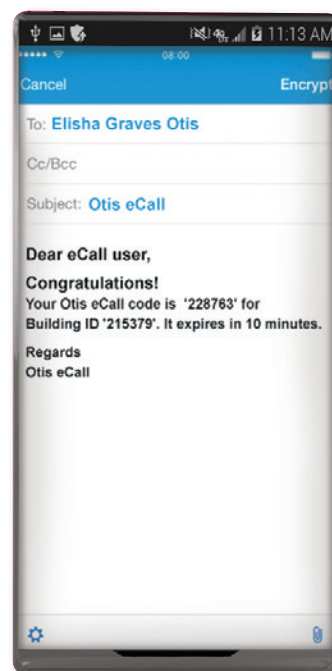 11:13 AM
08:00
Cancel Encrypt
To: Elisha Graves Otis
Cc/Bcc
Subject: Otis eCall
Dear eCall user,
Congratulations!
Your Otis eCall code is '228763' for
Building ID '215379'. It expires in 10 minutes.
Regards
Otis eCall